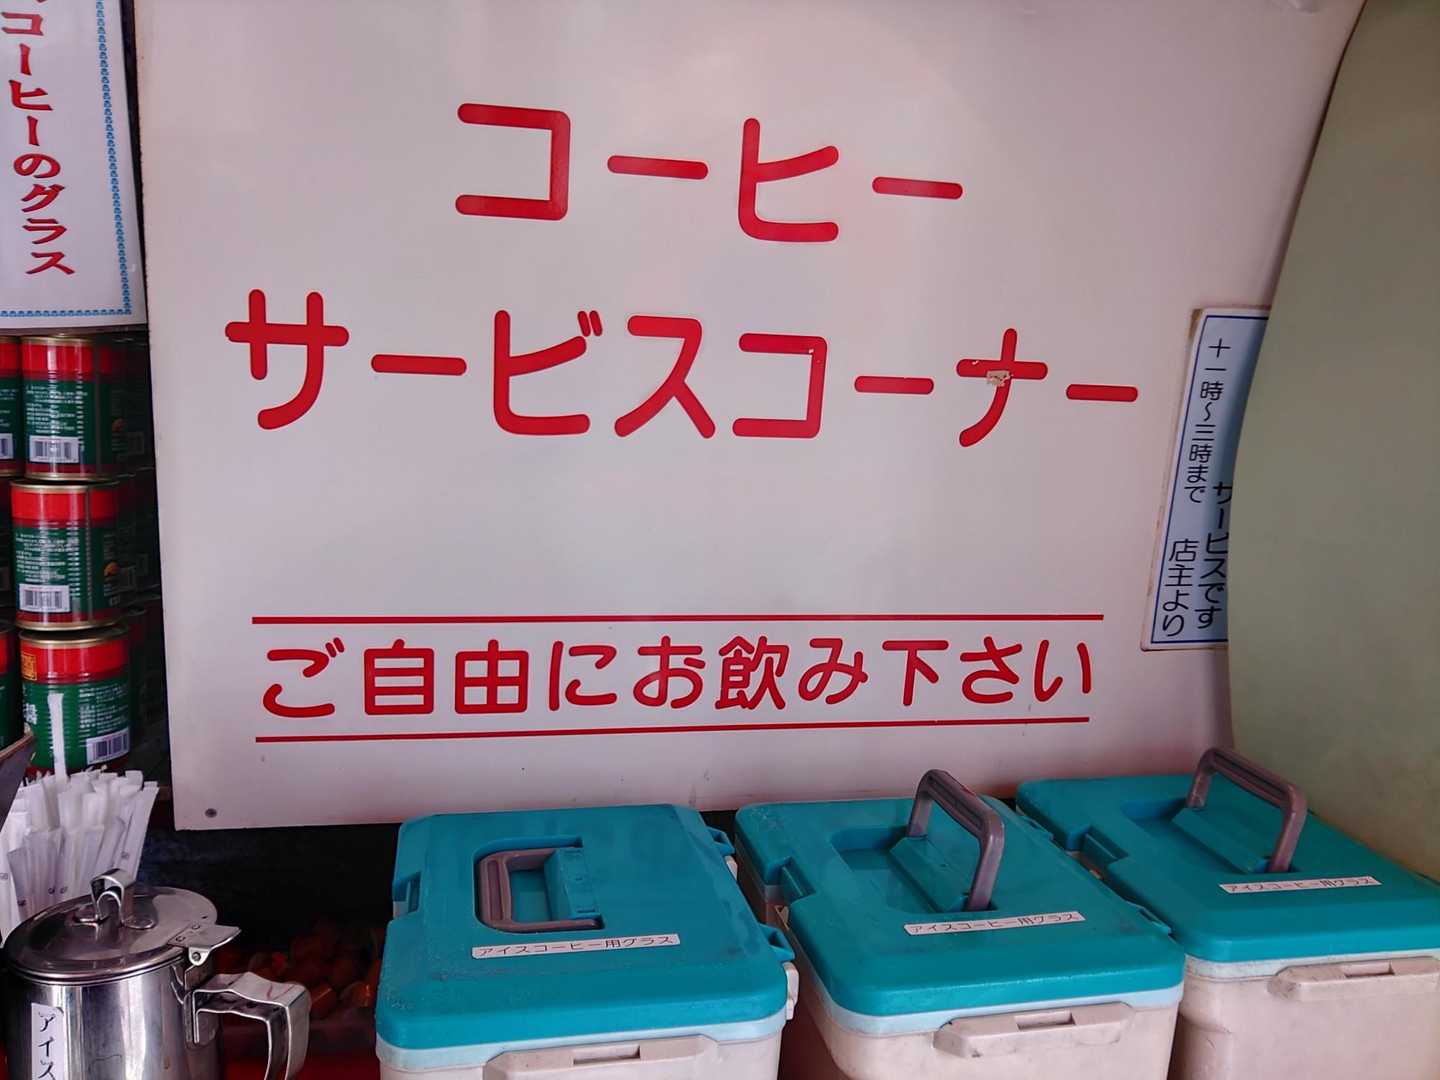 コーヒーのグラス
コーヒー
サービスコーナー
ご自由にお飲み下さい
十一時~三時まで
サービスです
店主より
アイスコーヒー用グラス
アイスコーヒー用グラス
アイスコーヒー用グラス
アイス